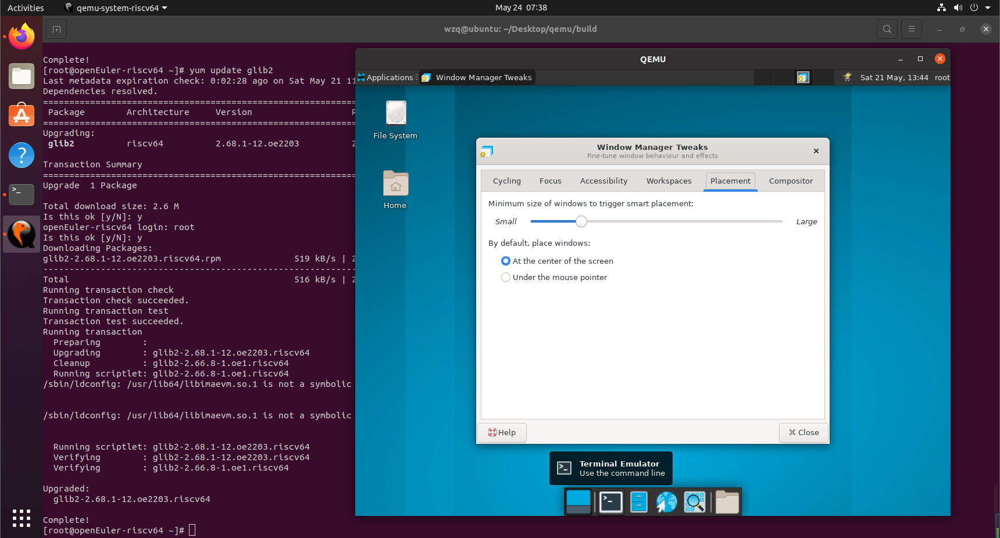 Activities
qemu-system-riscv64
May 24 07:38
wzq@ubuntu: ~/Desktop/qemu/build
Complete!
[root@openEuler-riscv64 ~]# yum update glib2
Last metadata expiration check: 0:02:28 ago on Sat May 21 11
Dependencies resolved.
================================================================
Package Architecture Version R
================================================================
Upgrading:
glib2 riscv64 2.68.1-12.oe2203 2
Transaction Summary
================================================================
Upgrade 1 Package
Total download size: 2.6 M
Is this ok [y/N]: y
openEuler-riscv64 login: root
Is this ok [y/N]: y
Downloading Packages:
glib2-2.68.1-12.oe2203.riscv64.rpm 519 kB/s | 2
----------------------------------------------------------------
Total 516 kB/s | 2
Running transaction check
Transaction check succeeded.
Running transaction test
Transaction test succeeded.
Running transaction
Preparing :
Upgrading : glib2-2.68.1-12.oe2203.riscv64
Cleanup : glib2-2.66.8-1.oe1.riscv64
Running scriptlet: glib2-2.66.8-1.oe1.riscv64
/sbin/ldconfig: /usr/lib64/libimaevm.so.1 is not a symbolic
/sbin/ldconfig: /usr/lib64/libimaevm.so.1 is not a symbolic
Running scriptlet: glib2-2.68.1-12.oe2203.riscv64
Verifying : glib2-2.68.1-12.oe2203.riscv64
Verifying : glib2-2.66.8-1.oe1.riscv64
Upgraded:
glib2-2.68.1-12.oe2203.riscv64
Complete!
[root@openEuler-riscv64 ~]#
QEMU
Applications
Window Manager Tweaks
Sat 21 May, 13:44 root
File System
Home
Window Manager Tweaks
Fine-tune window behaviour and effects
Cycling
Focus
Accessibility
Workspaces
Placement
Compositor
Minimum size of windows to trigger smart placement:
Small
Large
By default, place windows:
At the center of the screen
Under the mouse pointer
Help
Close
Terminal Emulator
Use the command line